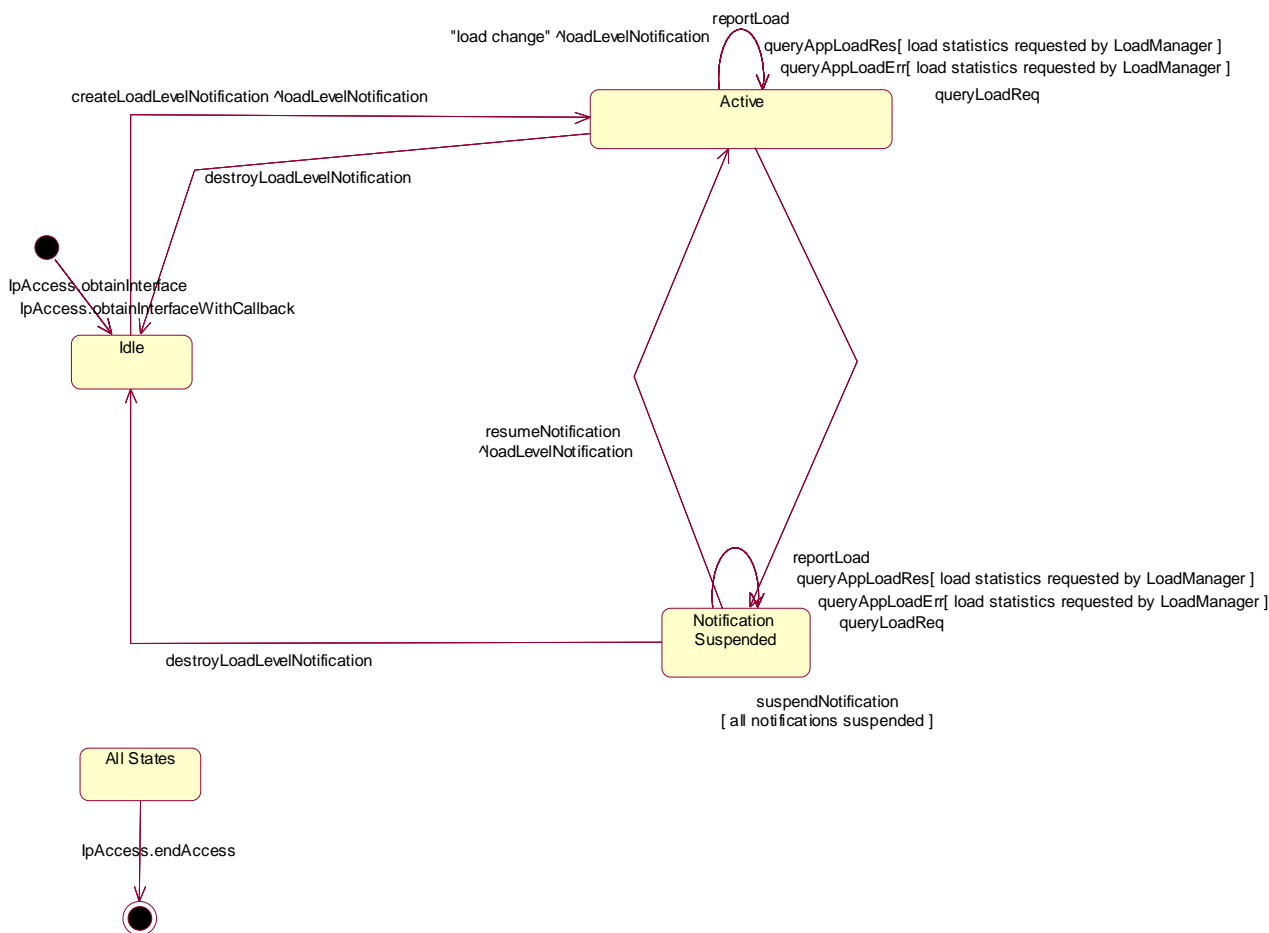 reportLoad
"load change" ^loadLevelNotification
queryAppLoadRes[ load statistics requested by LoadManager ]
queryAppLoadErr[ load statistics requested by LoadManager ]
queryLoadReq
createLoadLevelNotification ^loadLevelNotification
Active
destroyLoadLevelNotification
IpAccess.obtainInterface
IpAccess.obtainInterfaceWithCallback
Idle
resumeNotification
^loadLevelNotification
reportLoad
queryAppLoadRes[ load statistics requested by LoadManager ]
queryAppLoadErr[ load statistics requested by LoadManager ]
queryLoadReq
Notification
Suspended
destroyLoadLevelNotification
suspendNotification
[ all notifications suspended ]
All States
IpAccess.endAccess